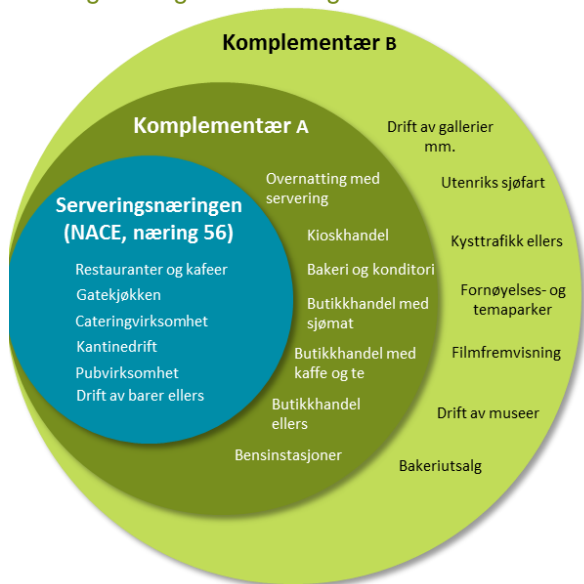 Komplementær B
Komplementær A
Serveringsnæringen
(NACE, næring 56)
Restauranter og kafeer
Gatekjøkken
Cateringvirksomhet
Kantinedrift
Pubvirksomhet
Drift av barer ellers
Overnatting med
servering
Kioskhandel
Bakeri og konditori
Butikkhandel med
sjømat
Butikkhandel med
kaffe og te
Butikkhandel
ellers
Bensinstasjoner
Drift av gallerier
mm.
Utenriks sjøfart
Kysttrafikk ellers
Fornøyelses- og
temaparker
Filmfremvisning
Drift av museer
Bakeriutsalg